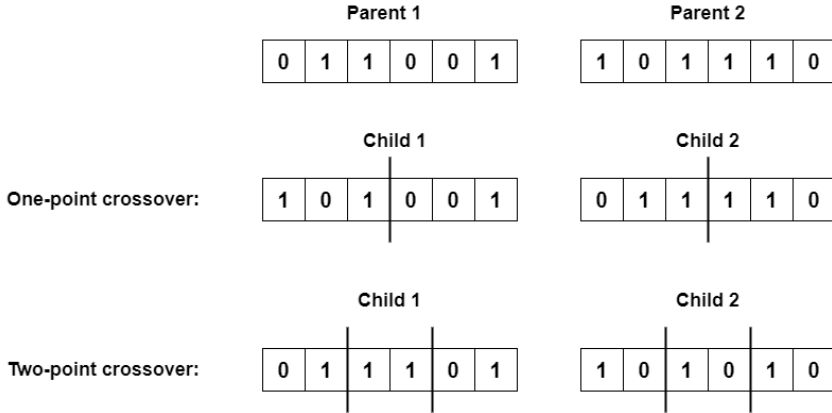 Parent 1 Parent 2
0 1 1 0 0 1 1 0 1 1 1 0
Child 1 Child 2
One-point crossover: 1 0 1 0 0 1 0 1 1 1 1 0
Child 1 Child 2
Two-point crossover: 0 1 1 1 0 1 1 0 1 0 1 0